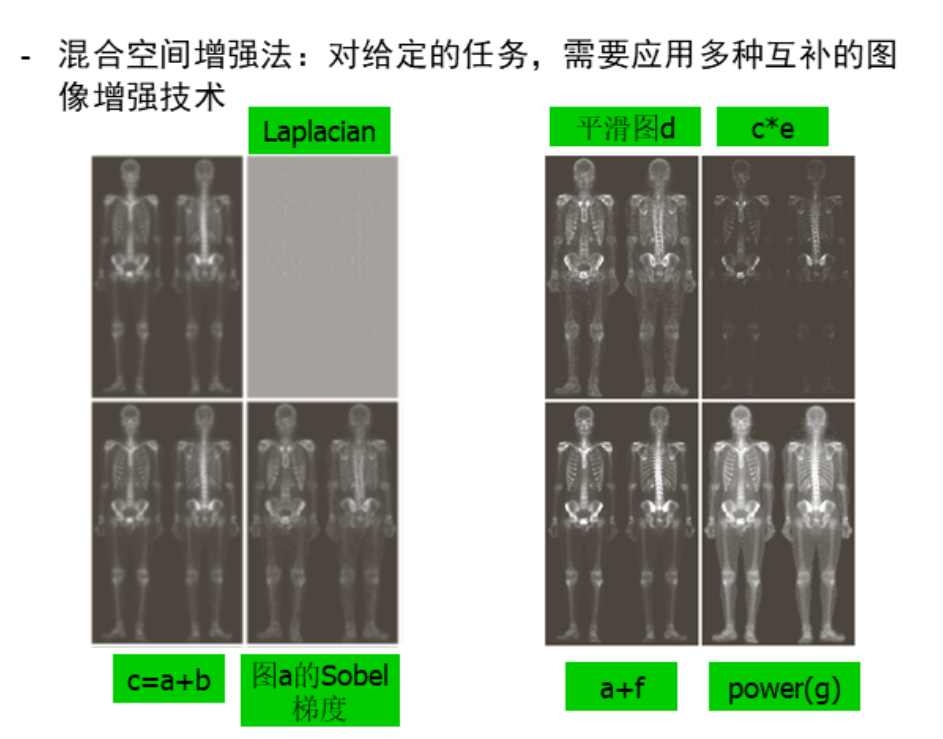 - 混合空间增强法：对给定的任务，需要应用多种互补的图
像增强技术
Laplacian
平滑图d
c*e
c=a+b
图a的Sobel
梯度
a+f
power(g)